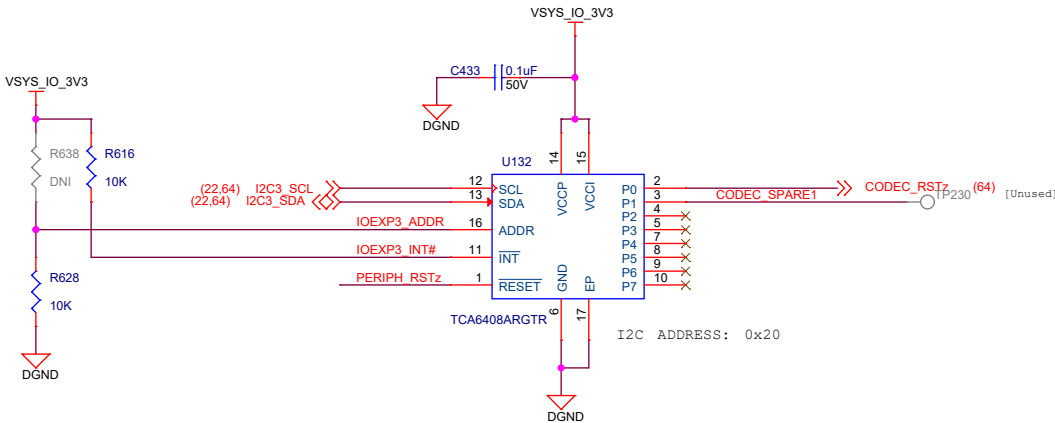 VSYS_IO_3V3
C433 0.1uF
50V
VSYS_IO_3V3
DGND
R638 R616
DNI 10K
U132
14 15
VCCP VCCI
(22,64) I2C3_SCL 12 SCL
(22,64) I2C3_SDA 13 SDA
IOEXP3_ADDR 16 ADDR
IOEXP3_INT# 11 INT
PERIPH_RSTz 1 RESET
P0 2 CODEC_RSTz (64)
P1 3 CODEC_SPARE1 TP230 [Unused]
P2 4
P3 5
P4 7
P5 8
P6 9
P7 10
GND EP
6 17
R628
10K
TCA6408ARGTR
I2C ADDRESS: 0x20
DGND
DGND